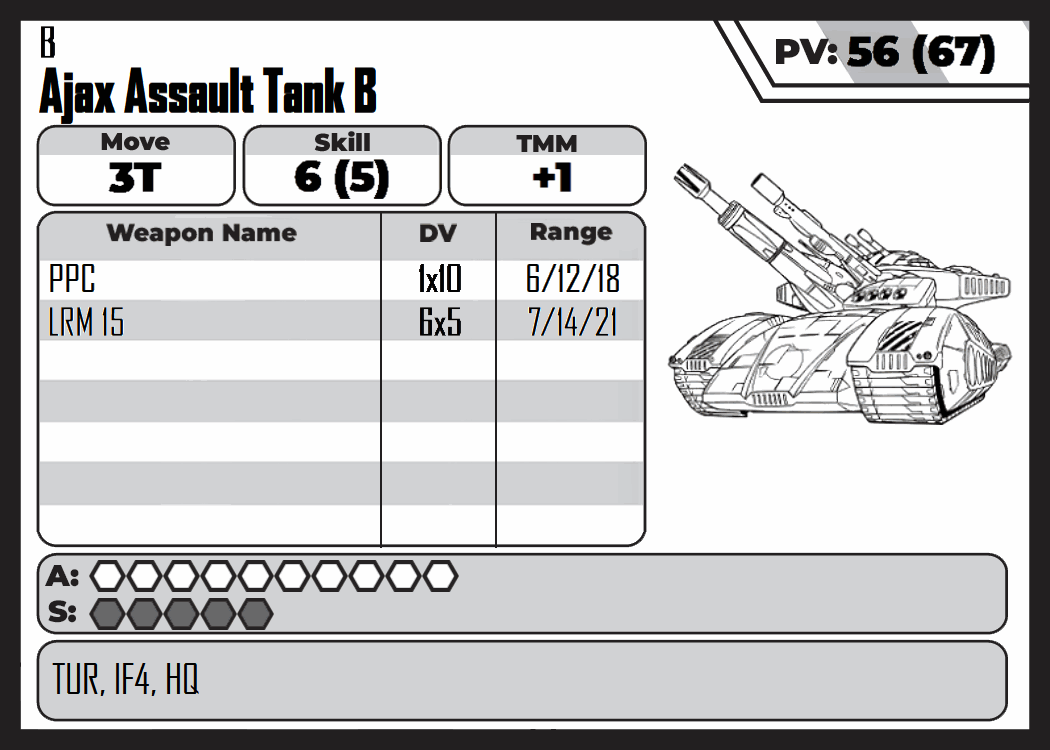 B
Ajax Assault Tank B
PV: 56 (67)
Move Skill TMM
3T 6 (5) +1
Weapon Name DV Range
PPC 1x10 6/12/18
LRM 15 6x5 7/14/21
A:
S:
TUR, IF4, HQ